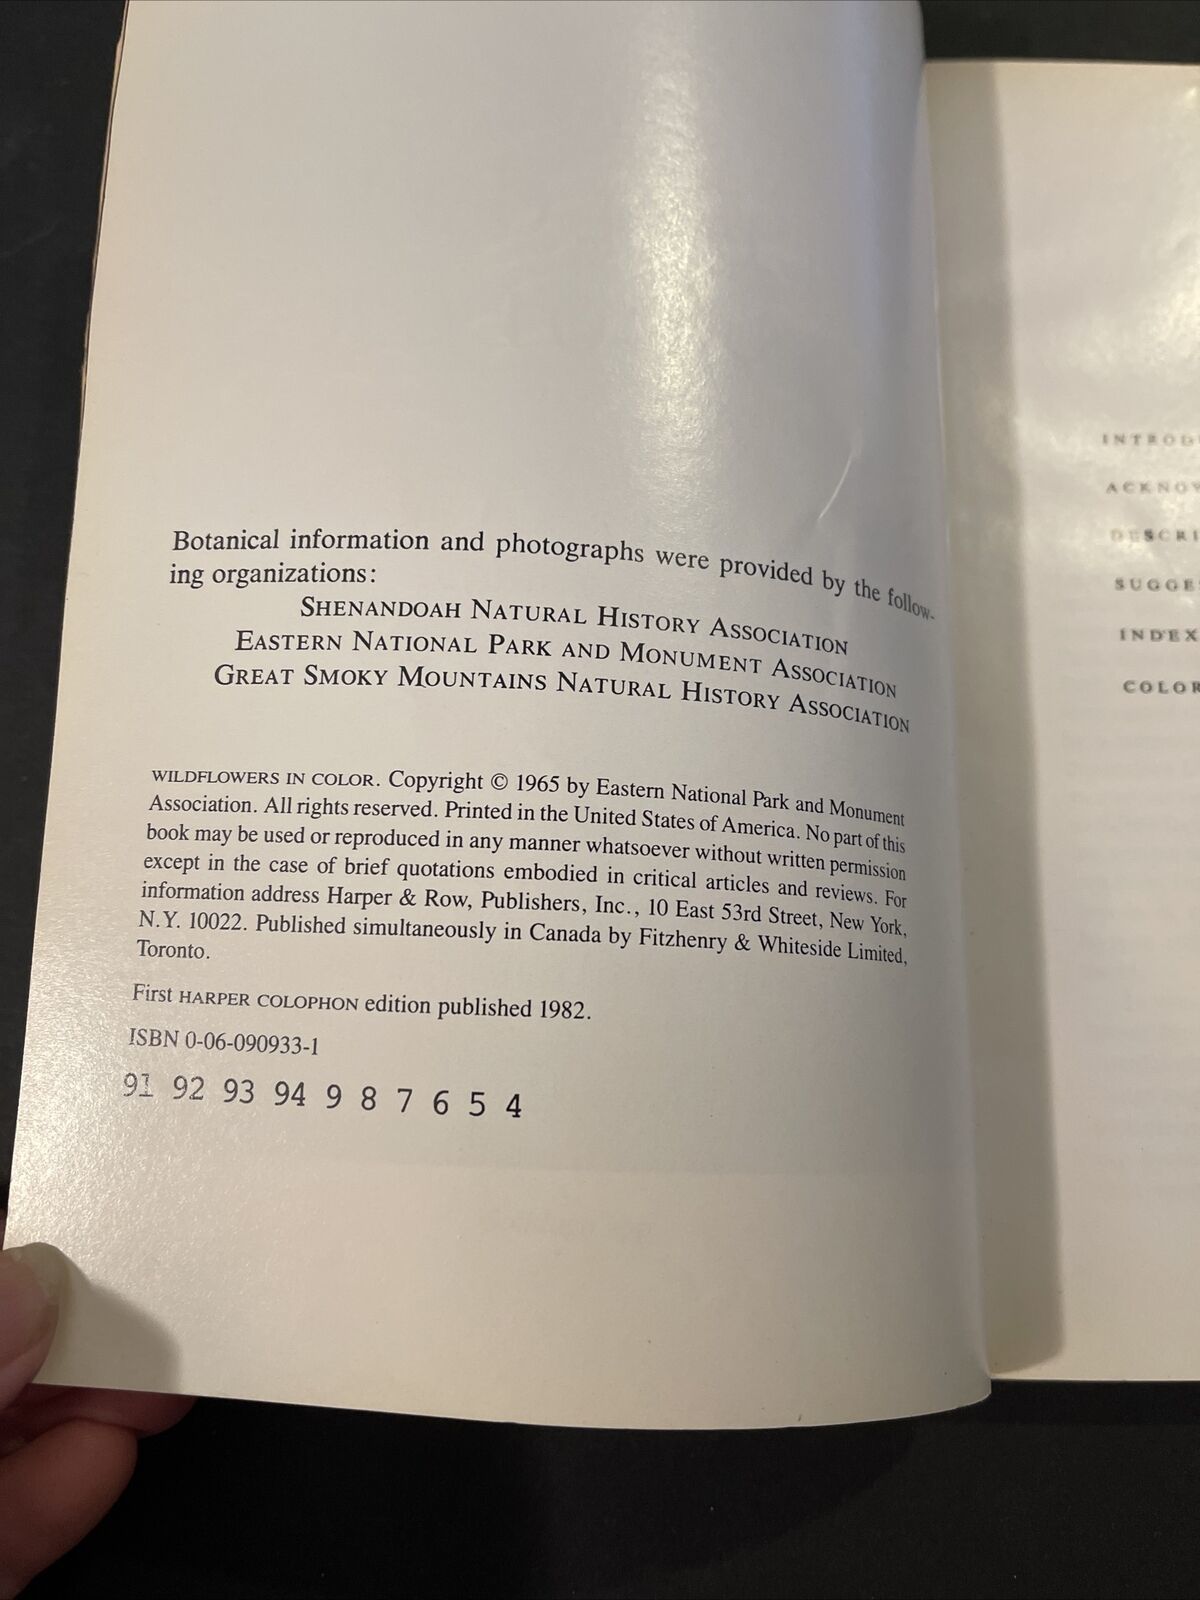 Botanical information and photographs were provided by the follow-
ing organizations:
SHENANDOAH NATURAL HISTORY ASSOCIATION
EASTERN NATIONAL PARK AND MONUMENT ASSOCIATION
GREAT SMOKY MOUNTAINS NATURAL HISTORY ASSOCIATION
WILDFLOWERS IN COLOR. Copyright © 1965 by Eastern National Park and Monument
Association. All rights reserved. Printed in the United States of America. No part of this
book may be used or reproduced in any manner whatsoever without written permission
except in the case of brief quotations embodied in critical articles and reviews. For
information address Harper & Row, Publishers, Inc., 10 East 53rd Street, New York,
N.Y. 10022. Published simultaneously in Canada by Fitzhenry & Whiteside Limited,
Toronto.
First HARPER COLOPHON edition published 1982.
ISBN 0-06-090933-1
91 92 93 94 9 8 7 6 5 4
INTROD
ACKNOW
DESCRI
SUGGES
INDEX
COLOR